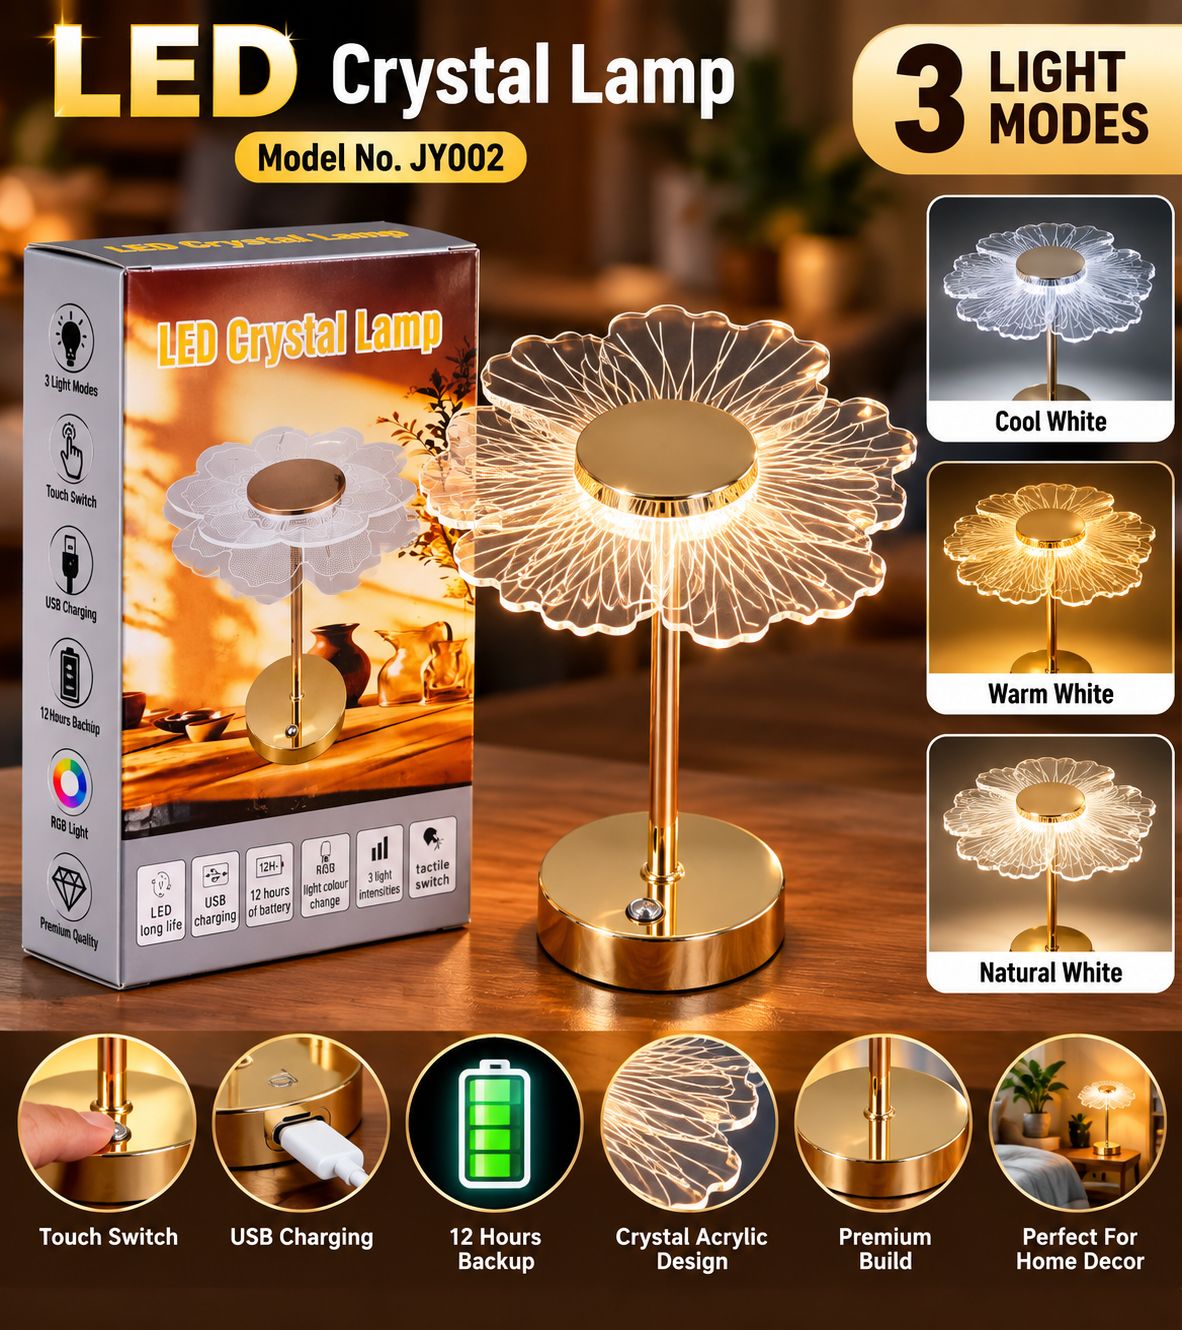 LED Crystal Lamp
Model No. JY002
3 LIGHT
MODES
LED Crystal Lamp
LED Crystal Lamp
3 Light Modes
Touch Switch
USB Charging
12 Hours Backup
RGB Light
Premium Quality
LED
long life
USB
charging
12H
12 hours
of battery
RGB
light colour
change
3 light
intensities
tactile
switch
Cool White
Warm White
Natural White
Touch Switch
USB Charging
12 Hours
Backup
Crystal Acrylic
Design
Premium
Build
Perfect For
Home Decor